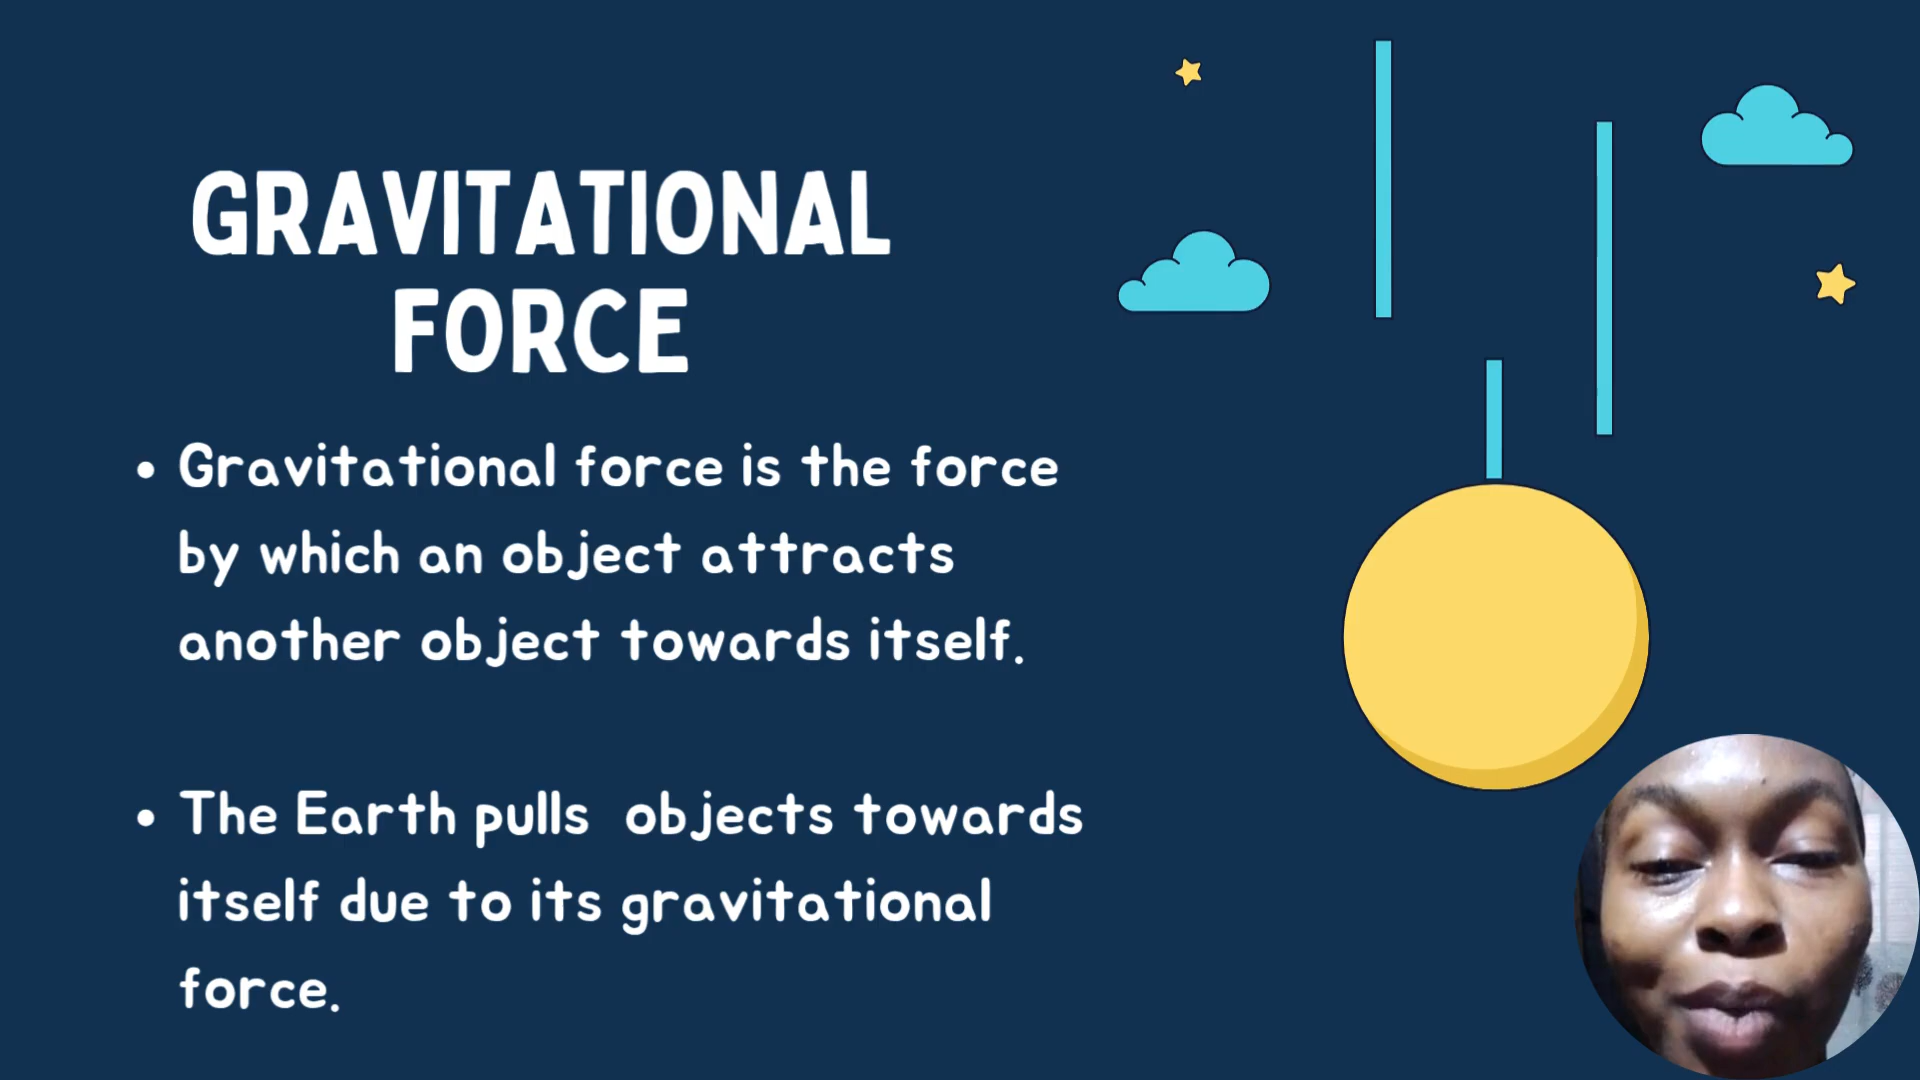 GRAVITATIONAL
FORCE
• Gravitational force is the force
by which an object attracts
another object towards itself.
• The Earth pulls  objects towards
itself due to its gravitational
force.